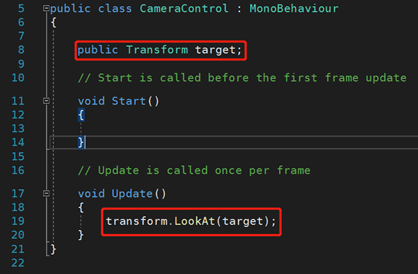 5 public class CameraControl : MonoBehaviour
6 {
7
8 public Transform target;
9
10 // Start is called before the first frame update
11 void Start()
12 {
13
14 }
15
16 // Update is called once per frame
17 void Update()
18 {
19 transform.LookAt(target);
20 }
21 }
22